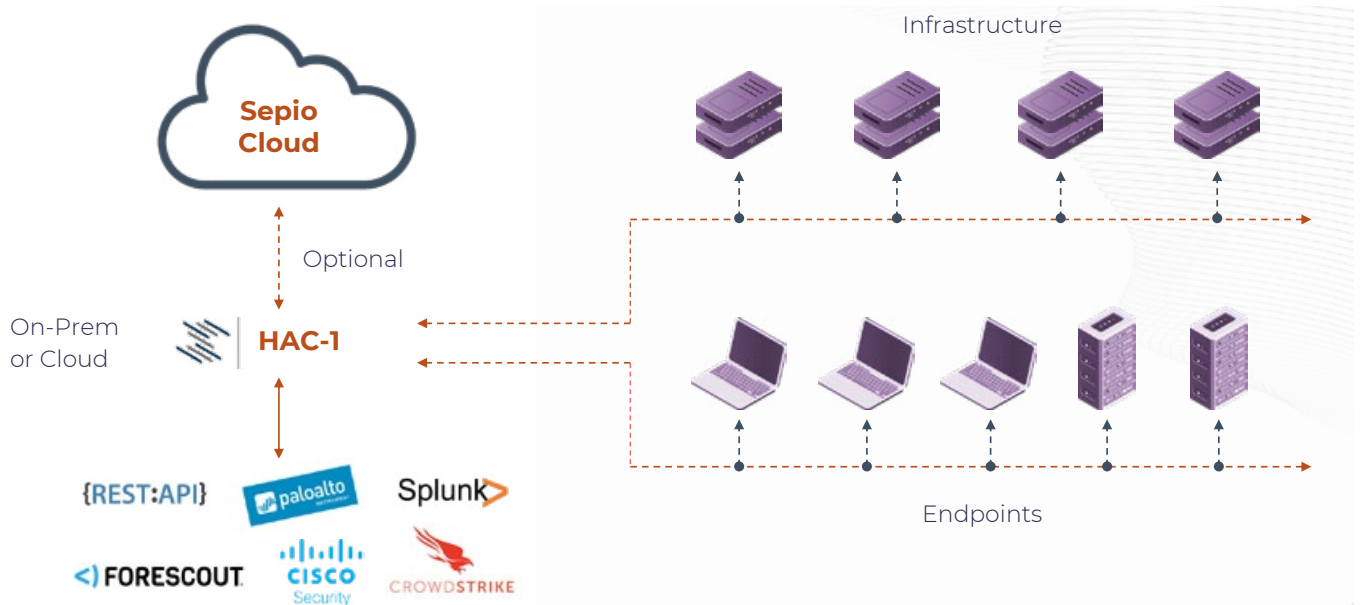 Infrastructure
Sepio
Cloud
Optional
On-Prem
or Cloud
HAC-1
{REST:API}
paloalto
Splunk>
<) FORESCOUT.
CISCO
Security
CROWDSTRIKE
Endpoints